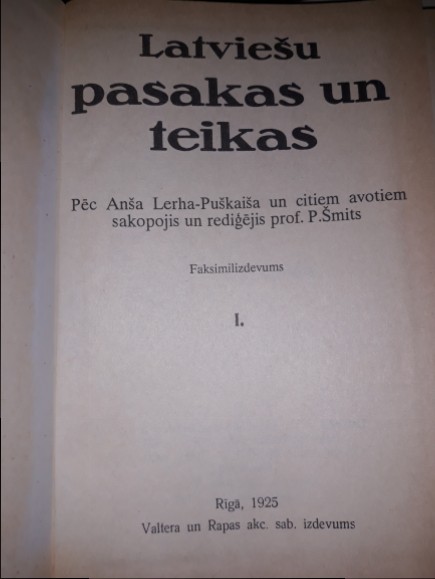 Latviešu
pasakas un
teikas
Pēc Anša Lerha-Puškaiša un citiem avotiem
sakopojis un rediģējis prof. P.Šmits
Faksimilizdevums
I.
Rīgā, 1925
Valtera un Rapas akc. sab. izdevums